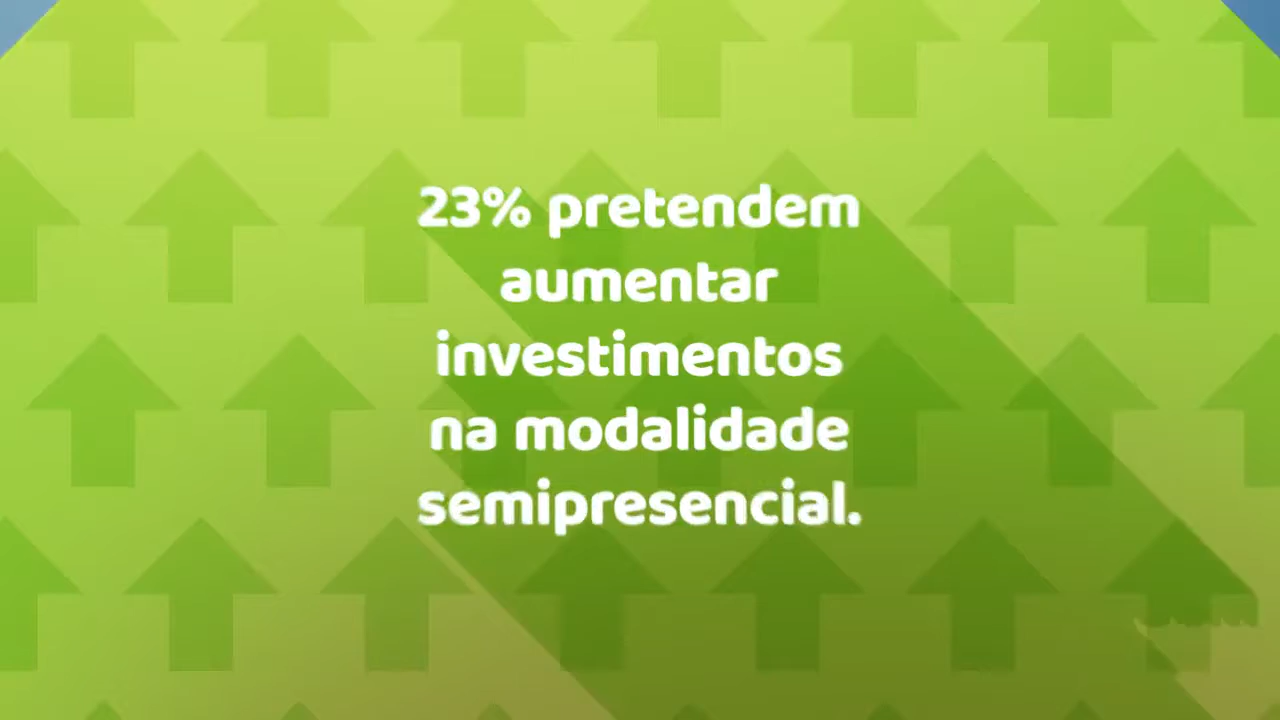 23% pretendem
aumentar
investimentos
na modalidade
semipresencial.